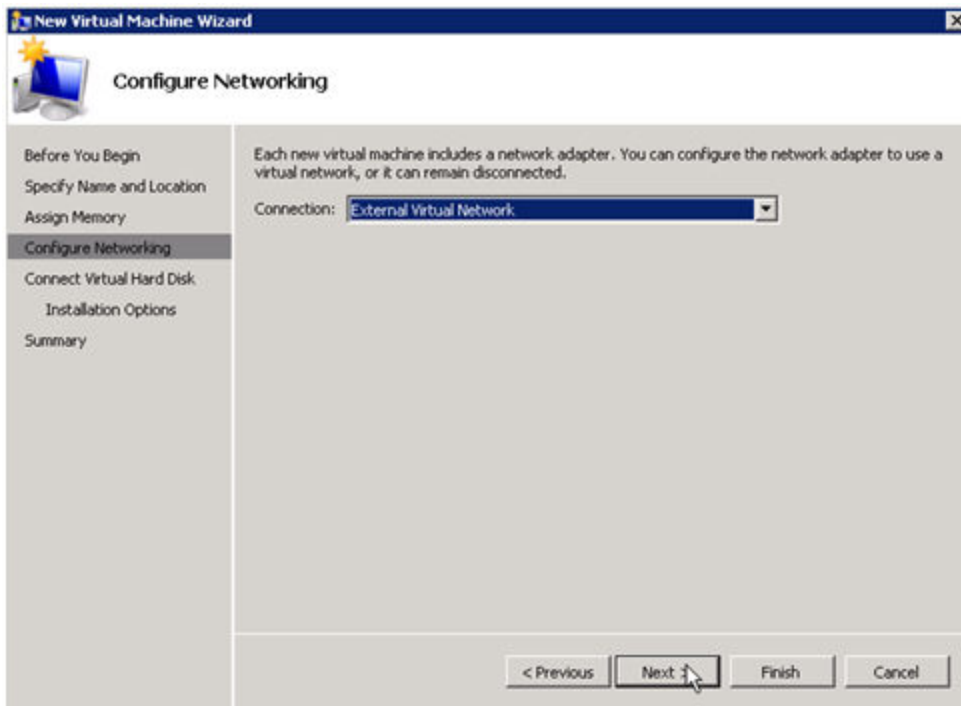 New Virtual Machine Wizard
Configure Networking
Before You Begin
Specify Name and Location
Assign Memory
Configure Networking
Connect Virtual Hard Disk
Installation Options
Summary
Each new virtual machine includes a network adapter. You can configure the network adapter to use a
virtual network, or it can remain disconnected.
Connection: External Virtual Network
< Previous
Next >
Finish
Cancel